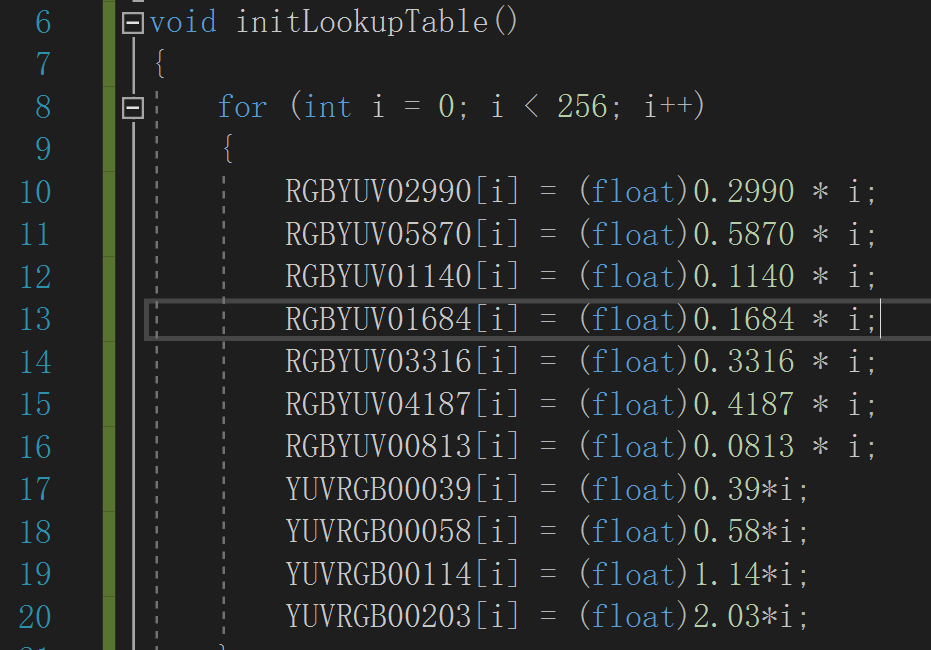 6 void initLookupTable()
7 {
8 for (int i = 0; i < 256; i++)
9 {
10 RGBYUV02990[i] = (float)0.2990 * i;
11 RGBYUV05870[i] = (float)0.5870 * i;
12 RGBYUV01140[i] = (float)0.1140 * i;
13 RGBYUV01684[i] = (float)0.1684 * i;
14 RGBYUV03316[i] = (float)0.3316 * i;
15 RGBYUV04187[i] = (float)0.4187 * i;
16 RGBYUV00813[i] = (float)0.0813 * i;
17 YUVRGB00039[i] = (float)0.39*i;
18 YUVRGB00058[i] = (float)0.58*i;
19 YUVRGB00114[i] = (float)1.14*i;
20 YUVRGB00203[i] = (float)2.03*i;